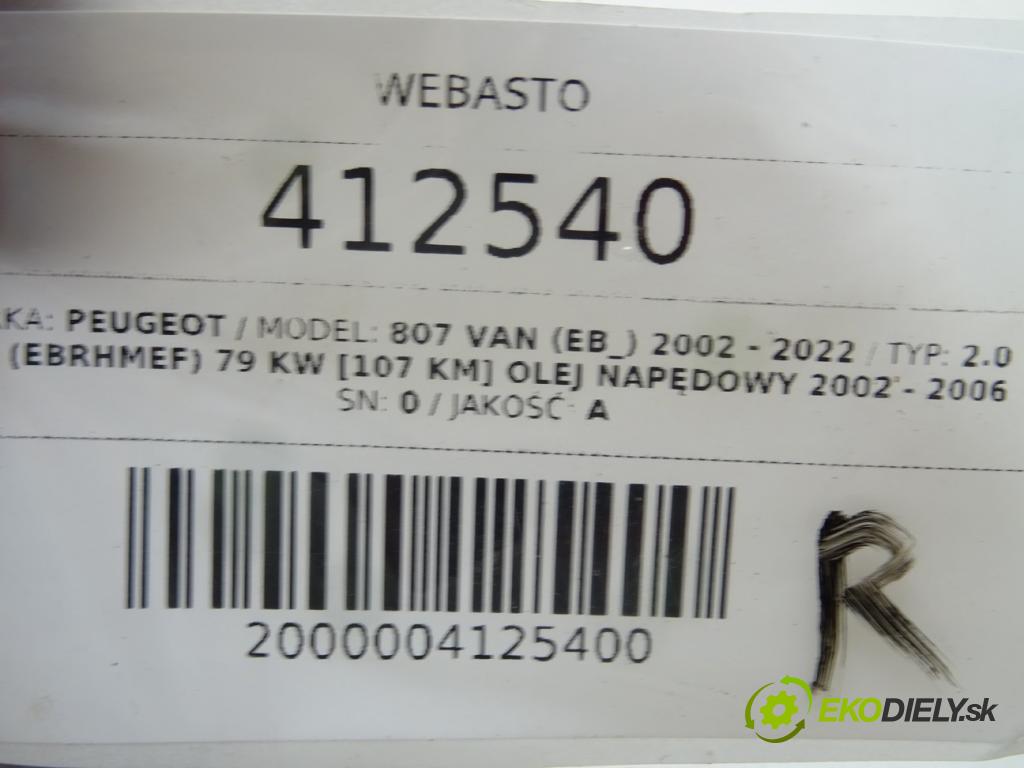 WEBASTO
412540
KA: PEUGEOT / MODEL: 807 VAN (EB_) 2002 - 2022 / TYP: 2.0
(EBRHMEF) 79 KW [107 KM] OLEJ NAPĘDOWY 2002 - 2006
SN: 0 / JAKOŚĆ: A
2000004125400
R
EKODIELY.sk